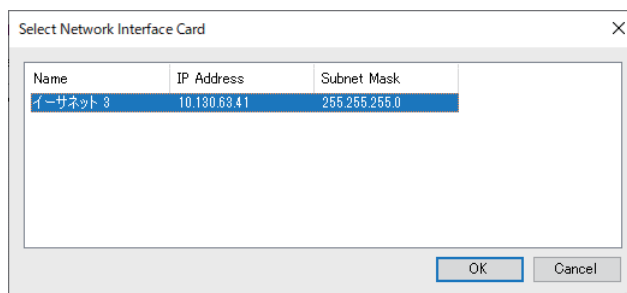 Select Network Interface Card
Name IP Address Subnet Mask
イーサネット 3 10.130.63.41 255.255.255.0
OK Cancel